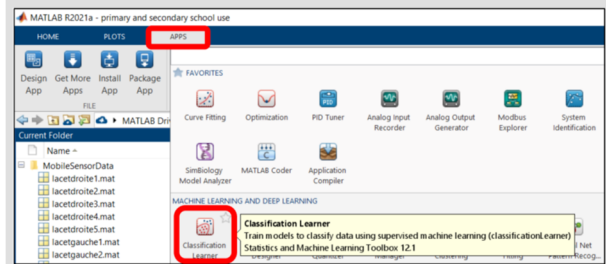 MATLAB R2021a - primary and secondary school use
HOME PLOTS APPS
Design App
Get More Apps
Install App
Package App
FILE
FAVORITES
Curve Fitting
Optimization
PID
PID Tuner
Analog Input Recorder
Analog Output Generator
Modbus Explorer
System Identification
MATLAB Dri
Current Folder
Name
MobileSensorData
lacetdroite1.mat
lacetdroite2.mat
lacetdroite3.mat
lacetdroite4.mat
lacetdroite5.mat
lacetgauche1.mat
lacetgauche2.mat
SimBiology Model Analyzer
C
MATLAB Coder
Application Compiler
MACHINE LEARNING AND DEEP LEARNING
Classification Learner
Classification Learner
Train models to classify data using supervised machine learning (classificationLearner)
Statistics and Machine Learning Toolbox 12.1
Designer
Quantizer
Manager
Clustering
Fitting
l Net
Pattern Recog...